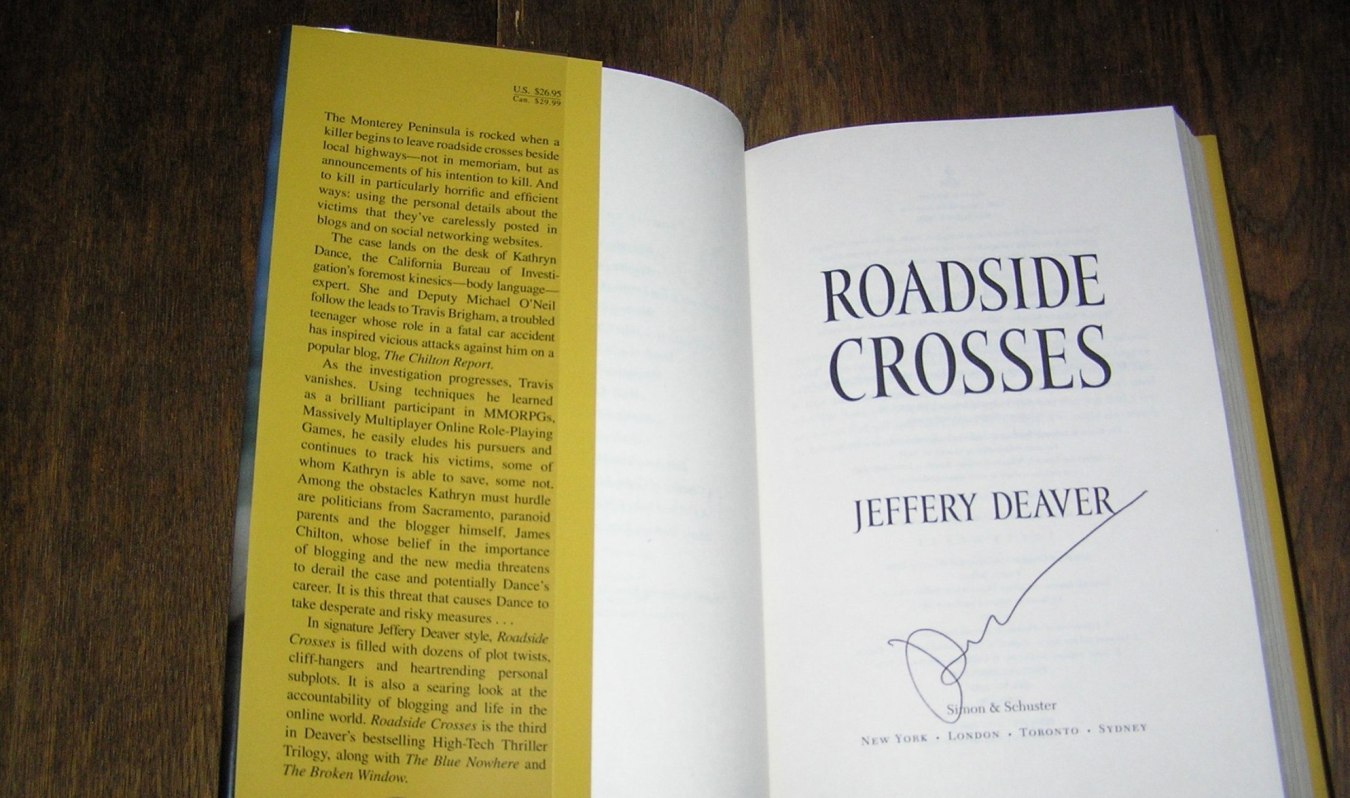 U.S. $26.95
Can. $29.99
The Monterey Peninsula is rocked when a
killer begins to leave roadside crosses beside
local highways—not in memoriam, but as
announcements of his intention to kill. And
to kill in particularly horrific and efficient
ways: using the personal details about the
victims that they've carelessly posted in
blogs and on social networking websites.
The case lands on the desk of Kathryn
Dance, the California Bureau of Investi-
gation's foremost kinesics—body language—
expert. She and Deputy Michael O'Neil
follow the leads to Travis Brigham, a troubled
teenager whose role in a fatal car accident
has inspired vicious attacks against him on a
popular blog, The Chilton Report.
As the investigation progresses, Travis
vanishes. Using techniques he learned
as a brilliant participant in MMORPGs,
Massively Multiplayer Online Role-Playing
Games, he easily eludes his pursuers and
continues to track his victims, some of
whom Kathryn is able to save, some not.
Among the obstacles Kathryn must hurdle
are politicians from Sacramento, paranoid
parents and the blogger himself, James
Chilton, whose belief in the importance
of blogging and the new media threatens
to derail the case and potentially Dance's
career. It is this threat that causes Dance to
take desperate and risky measures . . .
In signature Jeffery Deaver style, Roadside
Crosses is filled with dozens of plot twists,
cliff-hangers and heartrending personal
subplots. It is also a searing look at the
accountability of blogging and life in the
online world. Roadside Crosses is the third
in Deaver's bestselling High-Tech Thriller
Trilogy, along with The Blue Nowhere and
The Broken Window.
ROADSIDE
CROSSES
JEFFERY DEAVER
Simon & Schuster
NEW YORK • LONDON • TORONTO • SYDNEY